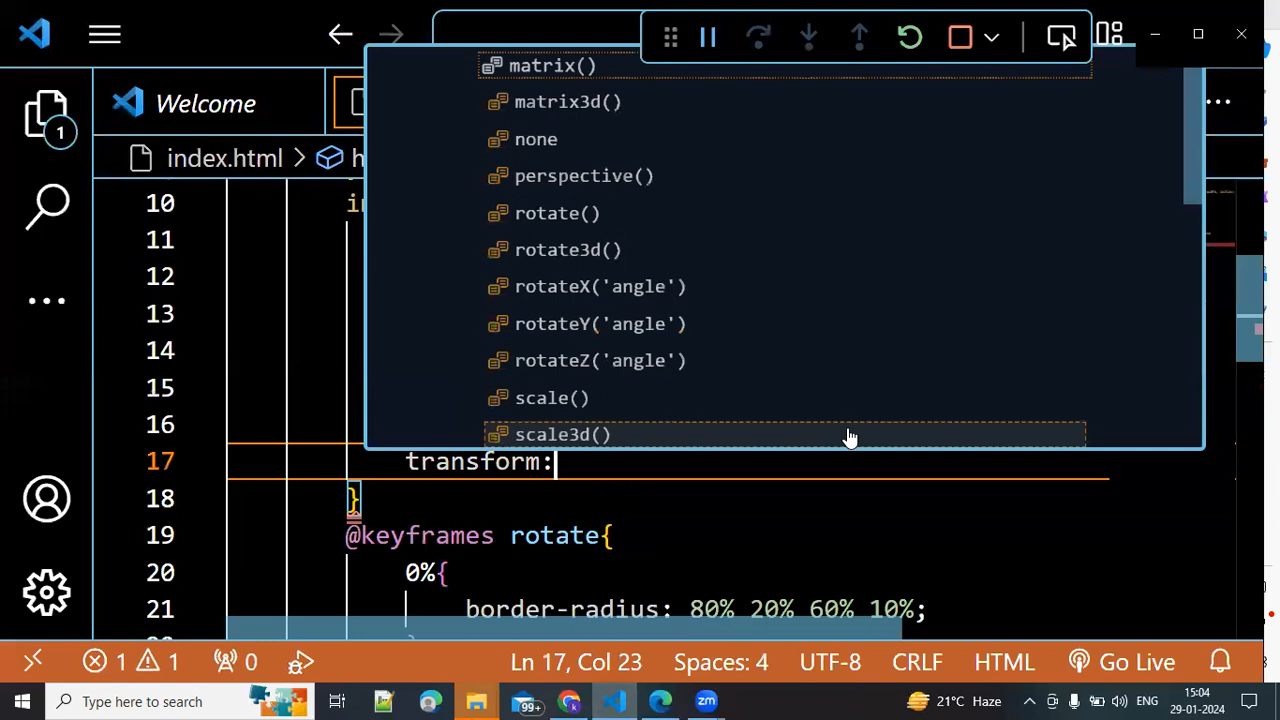 matrix()
1
Welcome
matrix3d()
none
index.html
h
perspective()
10
in
rotate()
11
rotate3d()
12
rotateX('angle')
13
rotateY('angle')
14
rotateZ('angle')
15
scale()
16
scale3d()
17 transform:
18 }
19 @keyframes rotate{
20 0%{
21 border-radius: 80% 20% 60% 10%;
1 1 0 Ln 17, Col 23 Spaces: 4 UTF-8 CRLF HTML Go Live
Type here to search 99+ 21°C Haze ENG 15:04
29-01-2024